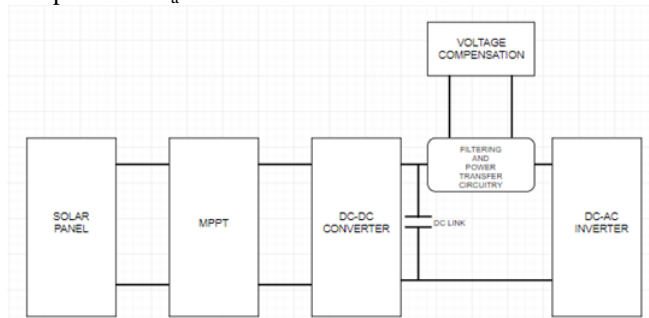 a
VOLTAGE
COMPENSATION
FILTERING
AND
POWER
TRANSFER
CIRCUITRY
SOLAR
PANEL
MPPT
DC-DC
CONVERTER
DC LINK
DC-AC
INVERTER